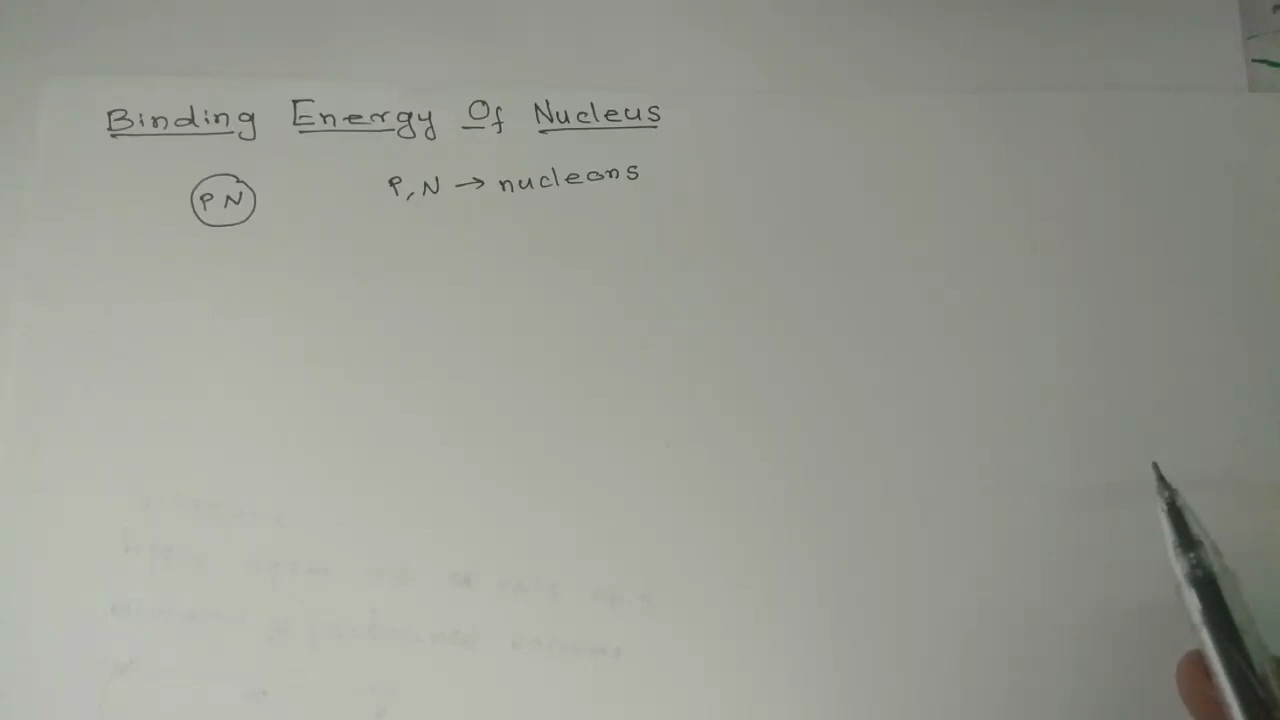 Binding Energy Of Nucleus
P N
P, N → nucleons